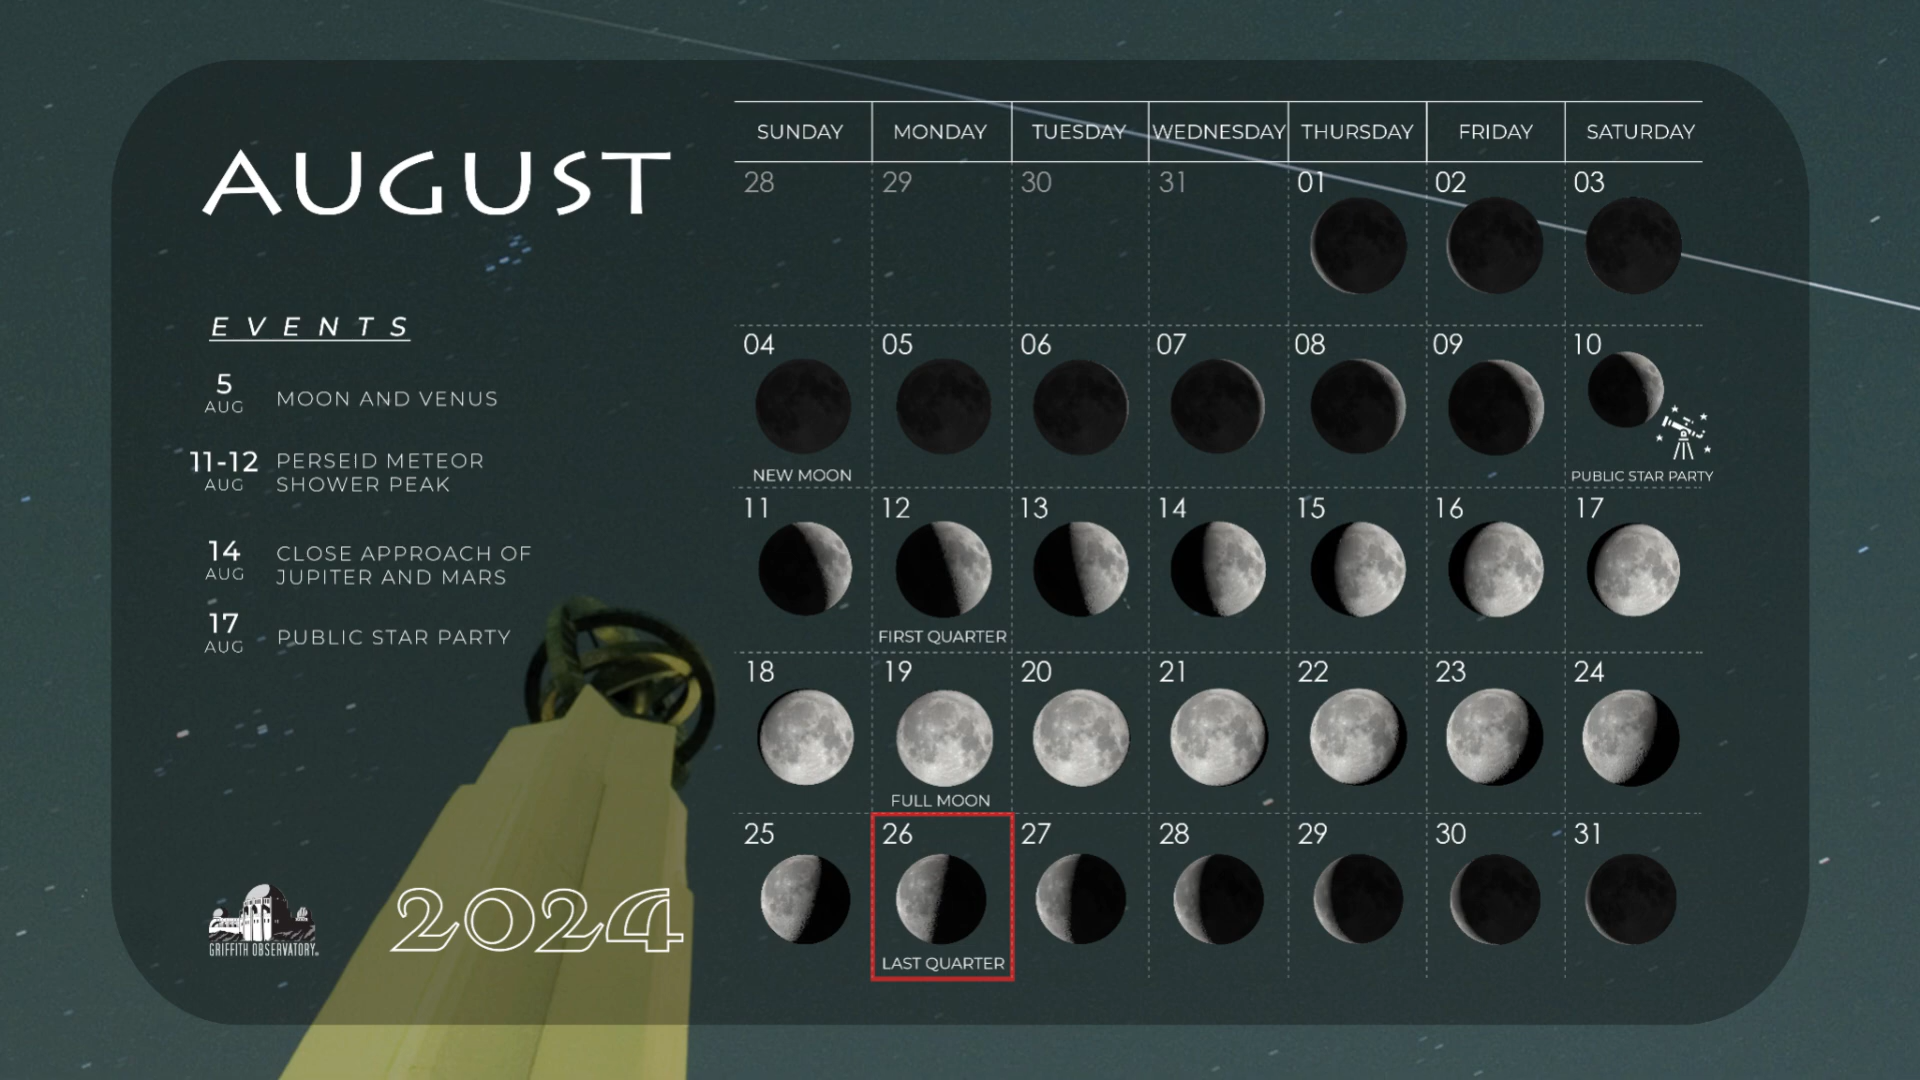 AUGUST
EVENTS
5
AUG
MOON AND VENUS
11-12
AUG
PERSEID METEOR
SHOWER PEAK
14
AUG
CLOSE APPROACH OF
JUPITER AND MARS
17
AUG
PUBLIC STAR PARTY
GRIFFITH OBSERVATORY
2024
SUNDAY MONDAY TUESDAY WEDNESDAY THURSDAY FRIDAY SATURDAY
28 29 30 31 01 02 03
04 05 06 07 08 09 10
NEW MOON PUBLIC STAR PARTY
11 12 13 14 15 16 17
FIRST QUARTER
18 19 20 21 22 23 24
FULL MOON
25 26 27 28 29 30 31
LAST QUARTER